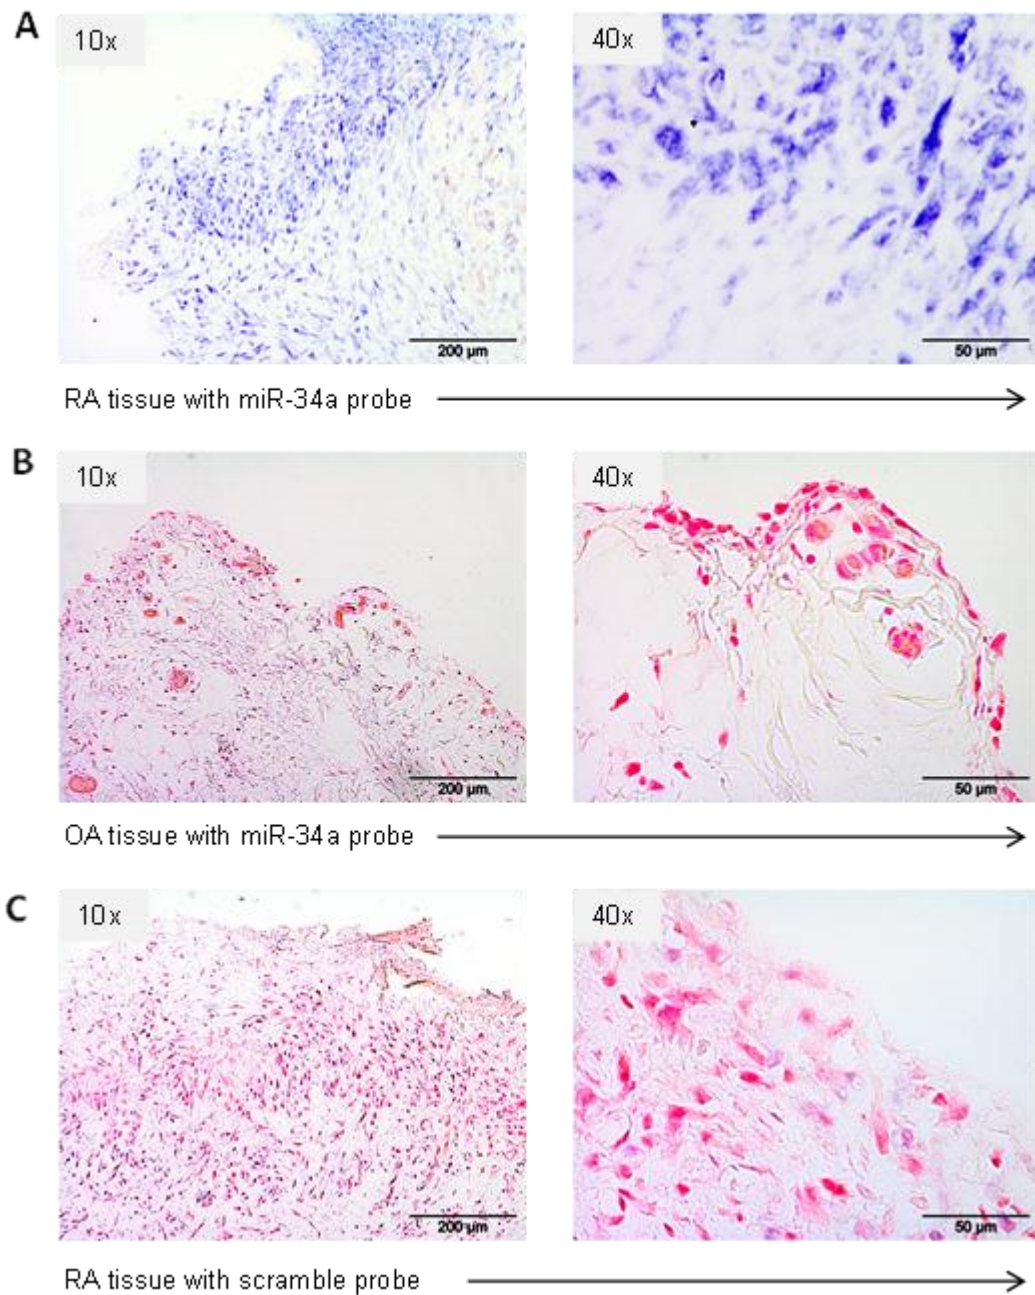 A
10x
40x
200 µm
50 µm
RA tissue with miR-34a probe
B
10x
40x
200 µm
50 µm
OA tissue with miR-34a probe
C
10x
40x
200 µm
50 µm
RA tissue with scramble probe